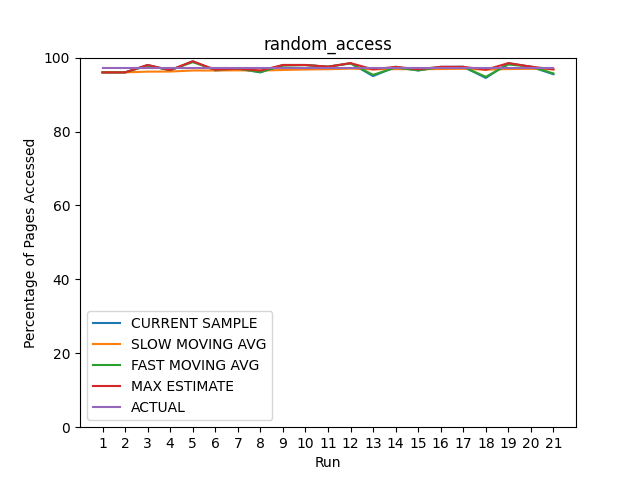 random_access
Percentage of Pages Accessed
100
80
60
40
20
0
CURRENT SAMPLE
SLOW MOVING AVG
FAST MOVING AVG
MAX ESTIMATE
ACTUAL
1 2 3 4 5 6 7 8 9 10 11 12 13 14 15 16 17 18 19 20 21
Run